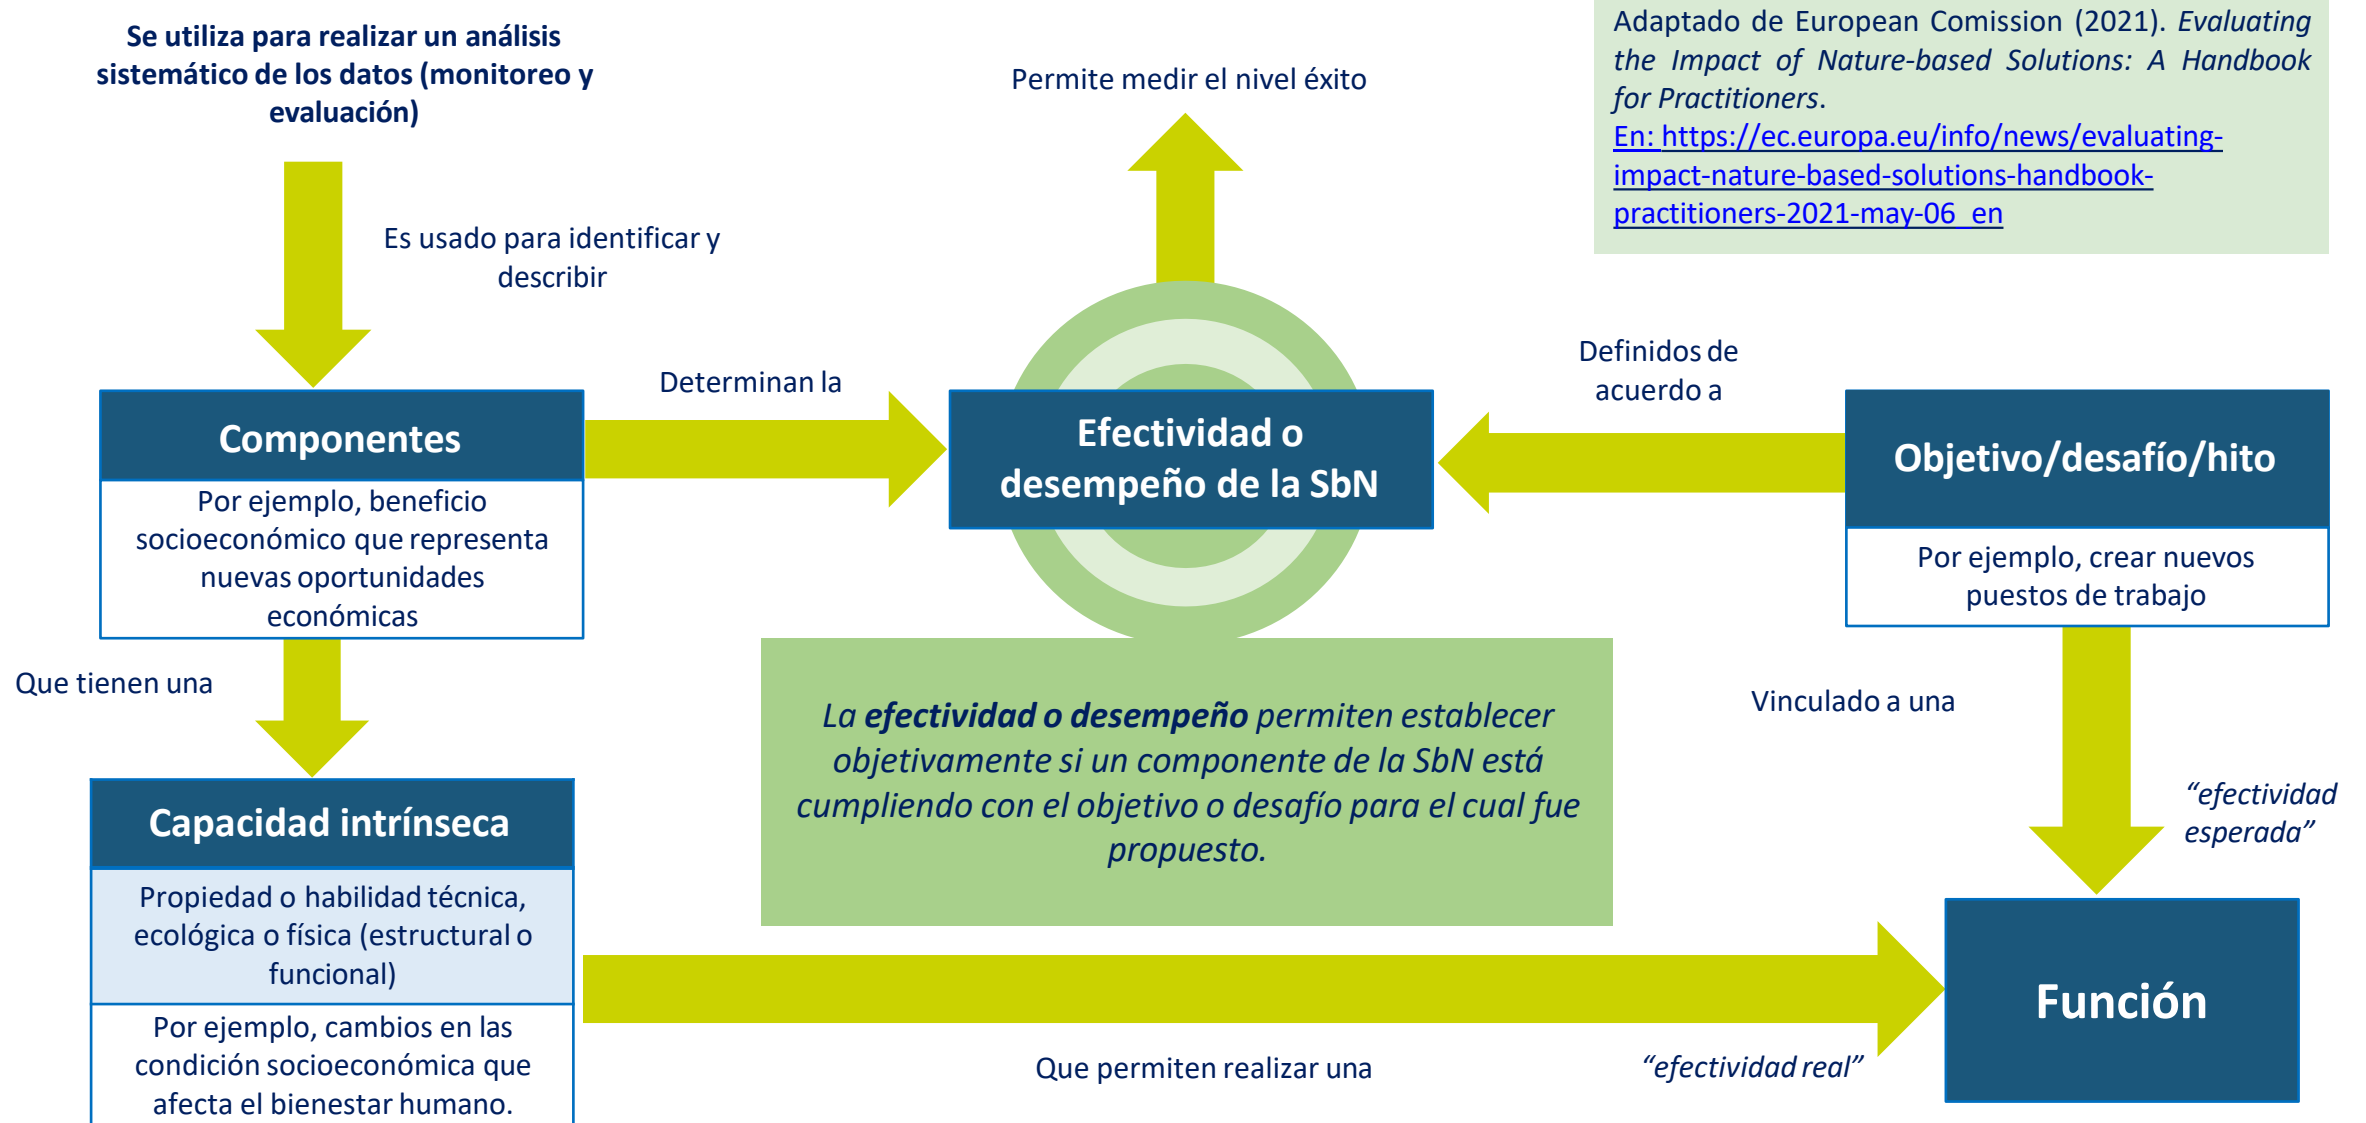 Se utiliza para realizar un análisis
sistemático de los datos (monitoreo y
evaluación)
Permite medir el nivel éxito
Adaptado de European Comission (2021). Evaluating
the Impact of Nature-based Solutions: A Handbook
for Practitioners.
En: https://ec.europa.eu/info/news/evaluating-
impact-nature-based-solutions-handbook-
practitioners-2021-may-06_en
Es usado para identificar y
describir
Determinan la
Definidos de
acuerdo a
Componentes
Por ejemplo, beneficio
socioeconómico que representa
nuevas oportunidades
económicas
Efectividad o
desempeño de la SbN
Objetivo/desafío/hito
Por ejemplo, crear nuevos
puestos de trabajo
Que tienen una
La efectividad o desempeño permiten establecer
objetivamente si un componente de la SbN está
cumpliendo con el objetivo o desafío para el cual fue
propuesto.
Vinculado a una
“efectividad
esperada”
Capacidad intrínseca
Propiedad o habilidad técnica,
ecológica o física (estructural o
funcional)
Por ejemplo, cambios en las
condición socioeconómica que
afecta el bienestar humano.
Que permiten realizar una
“efectividad real”
Función